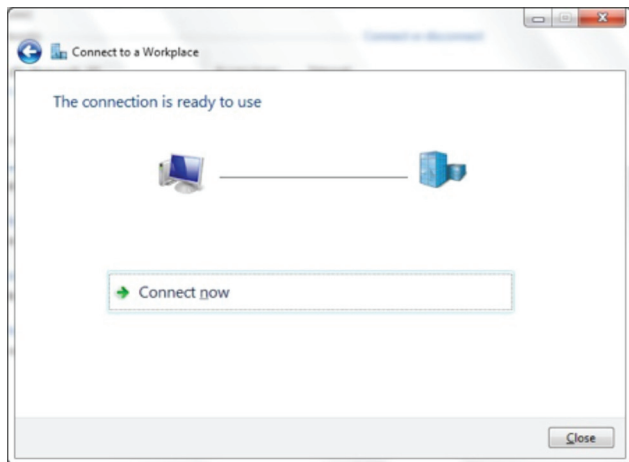 Connect to a Workplace
The connection is ready to use
Connect now
Close